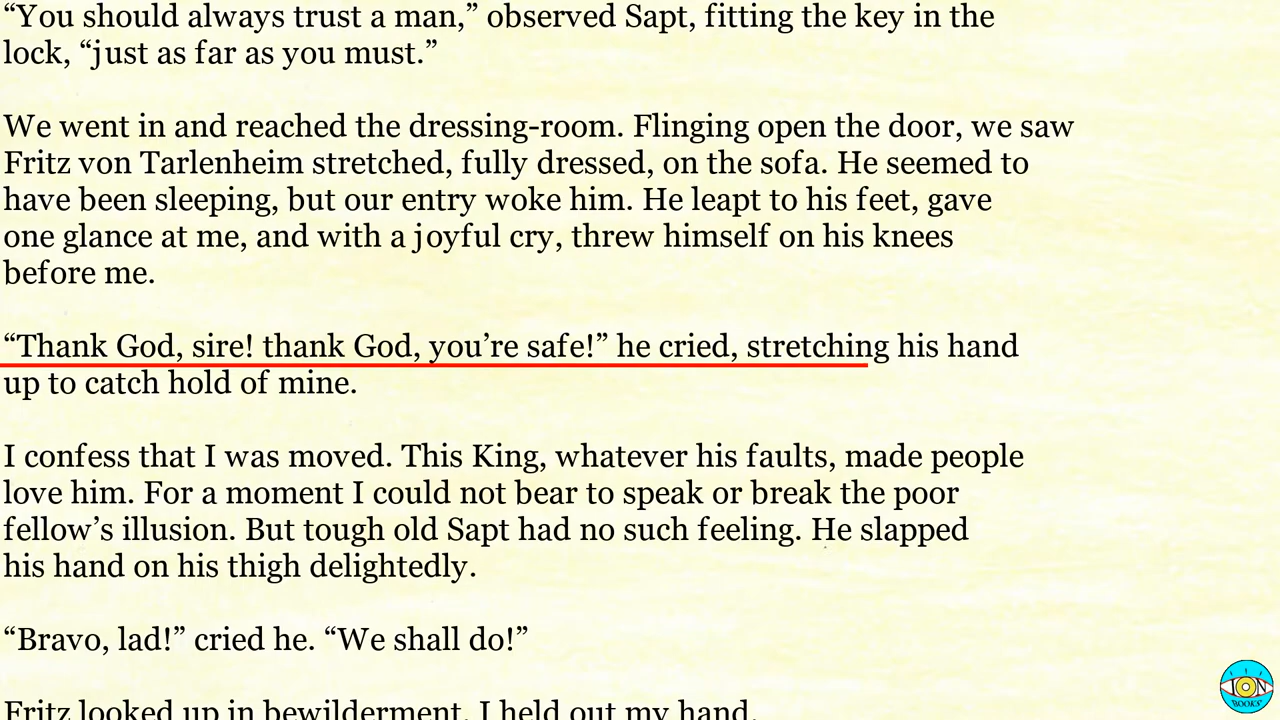 “You should always trust a man,” observed Sapt, fitting the key in the
lock, “just as far as you must.”
We went in and reached the dressing-room. Flinging open the door, we saw
Fritz von Tarlenheim stretched, fully dressed, on the sofa. He seemed to
have been sleeping, but our entry woke him. He leapt to his feet, gave
one glance at me, and with a joyful cry, threw himself on his knees
before me.
“Thank God, sire! thank God, you’re safe!” he cried, stretching his hand
up to catch hold of mine.
I confess that I was moved. This King, whatever his faults, made people
love him. For a moment I could not bear to speak or break the poor
fellow’s illusion. But tough old Sapt had no such feeling. He slapped
his hand on his thigh delightedly.
“Bravo, lad!” cried he. “We shall do!”
Fritz looked up in bewilderment. I held out my hand.
ION
BOOKS